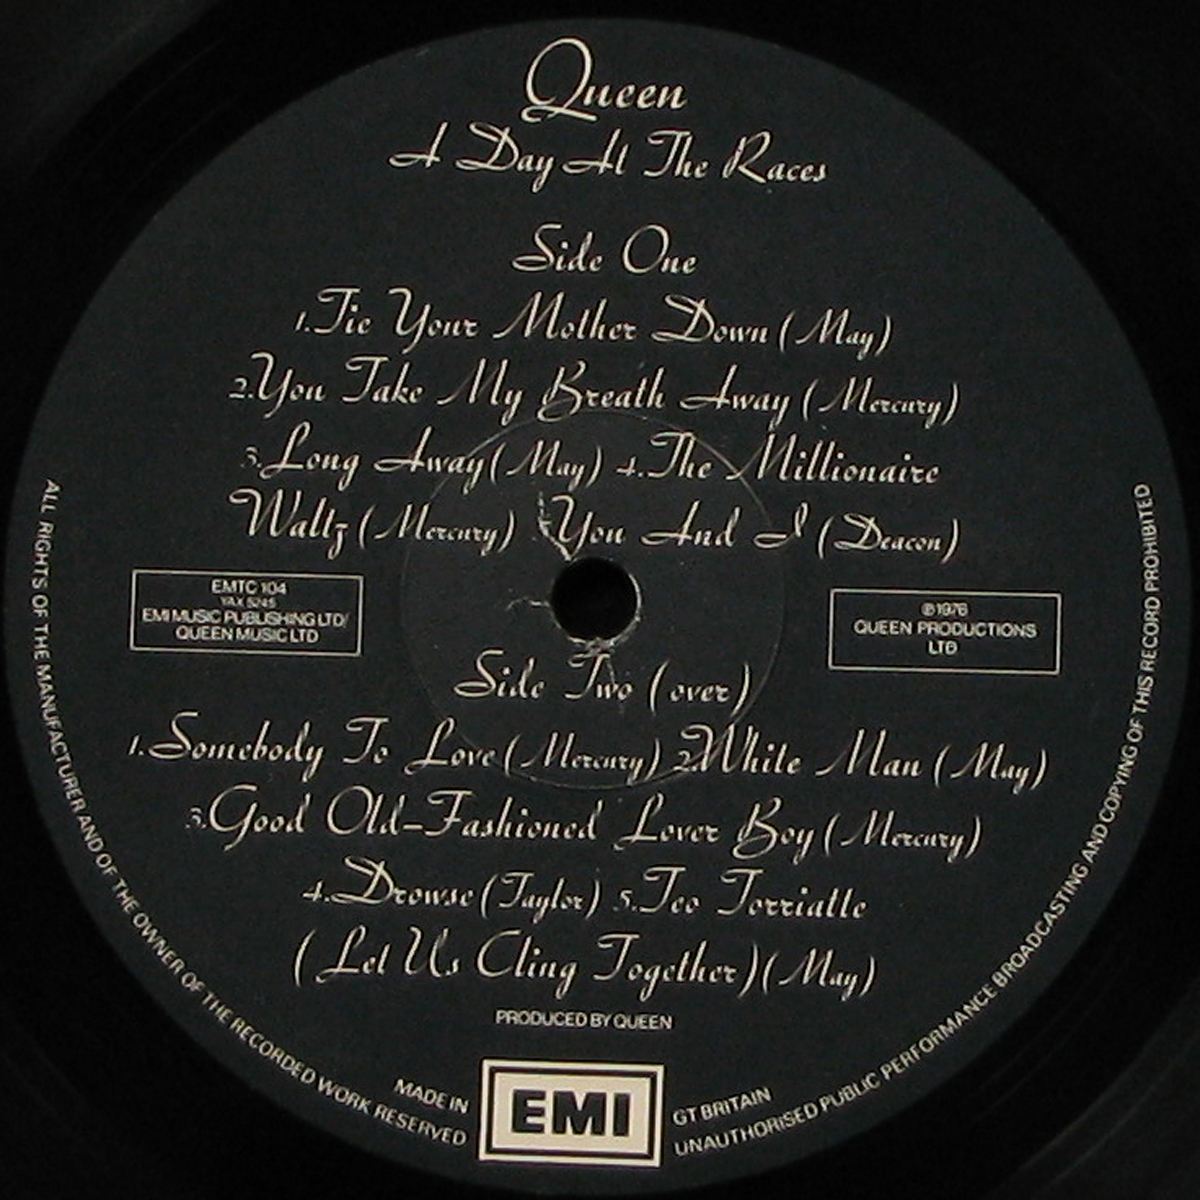 Queen
A Day At The Races
Side One
1. Tie Your Mother Down (May)
2. You Take My Breath Away (Mercury)
3. Long Away (May) 4. The Millionaire
Waltz (Mercury) You And I (Deacon)
EMTC 104
YAX 5245
EMI MUSIC PUBLISHING LTD/
QUEEN MUSIC LTD
℗1976
QUEEN PRODUCTIONS
LTD
Side Two (over)
1. Somebody To Love (Mercury) 2. White Man (May)
3. Good Old-Fashioned Lover Boy (Mercury)
4. Drowse (Taylor) 5. Teo Torriatte
(Let Us Cling Together) (May)
PRODUCED BY QUEEN
MADE IN
EMI
GT BRITAIN
ALL RIGHTS OF THE MANUFACTURER AND OF THE OWNER OF THE RECORDED WORK RESERVED
UNAUTHORISED PUBLIC PERFORMANCE BROADCASTING AND COPYING OF THIS RECORD PROHIBITED